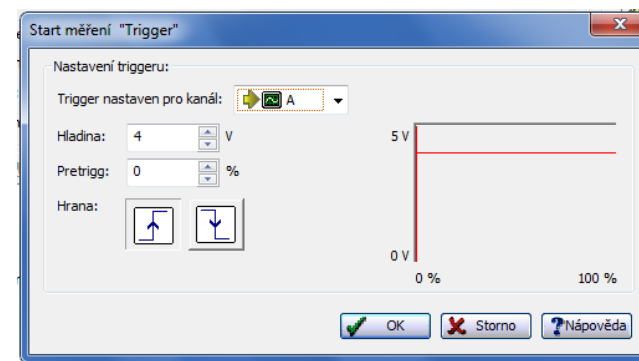 Start měření "Trigger"
Nastavení triggeru:
Trigger nastaven pro kanál: A
Hladina: 4 V
Pretrigg: 0 %
Hrana:
5 V
0 V
0 % 100 %
OK Storno ?Nápověda